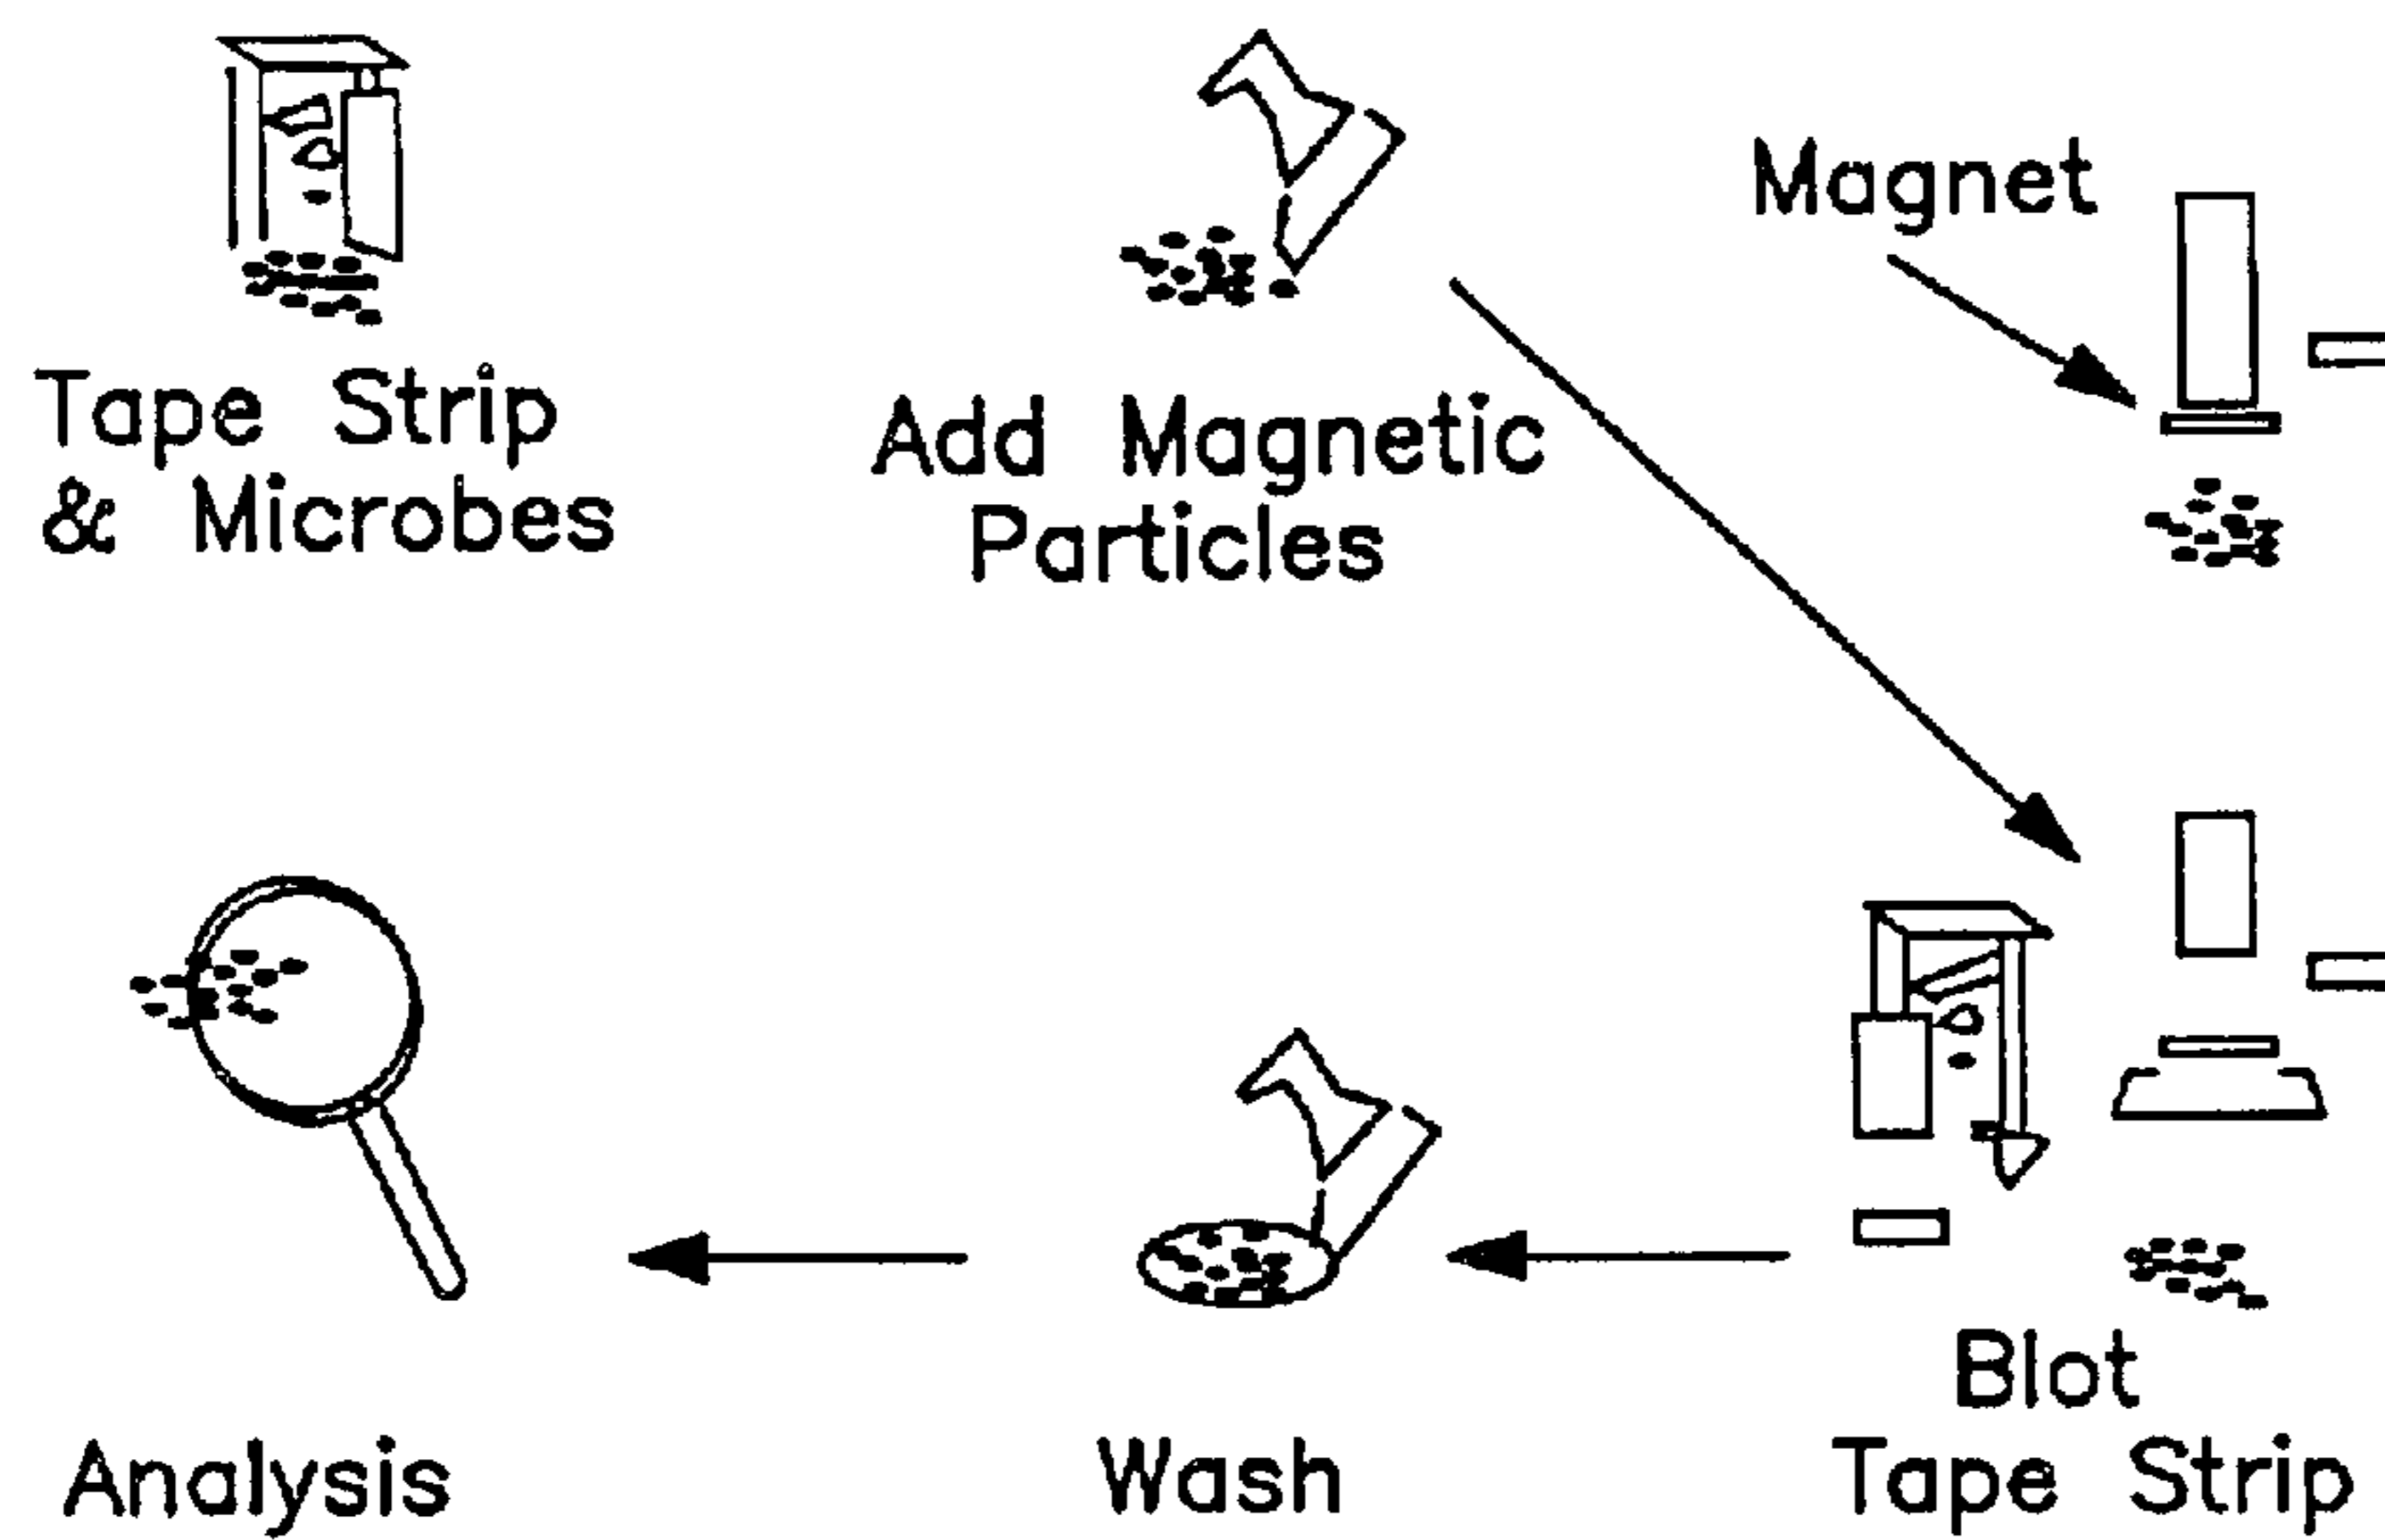 Tape Strip
& Microbes
Add Magnetic
Particles
Magnet
Analysis
Wash
Blot
Tape Strip